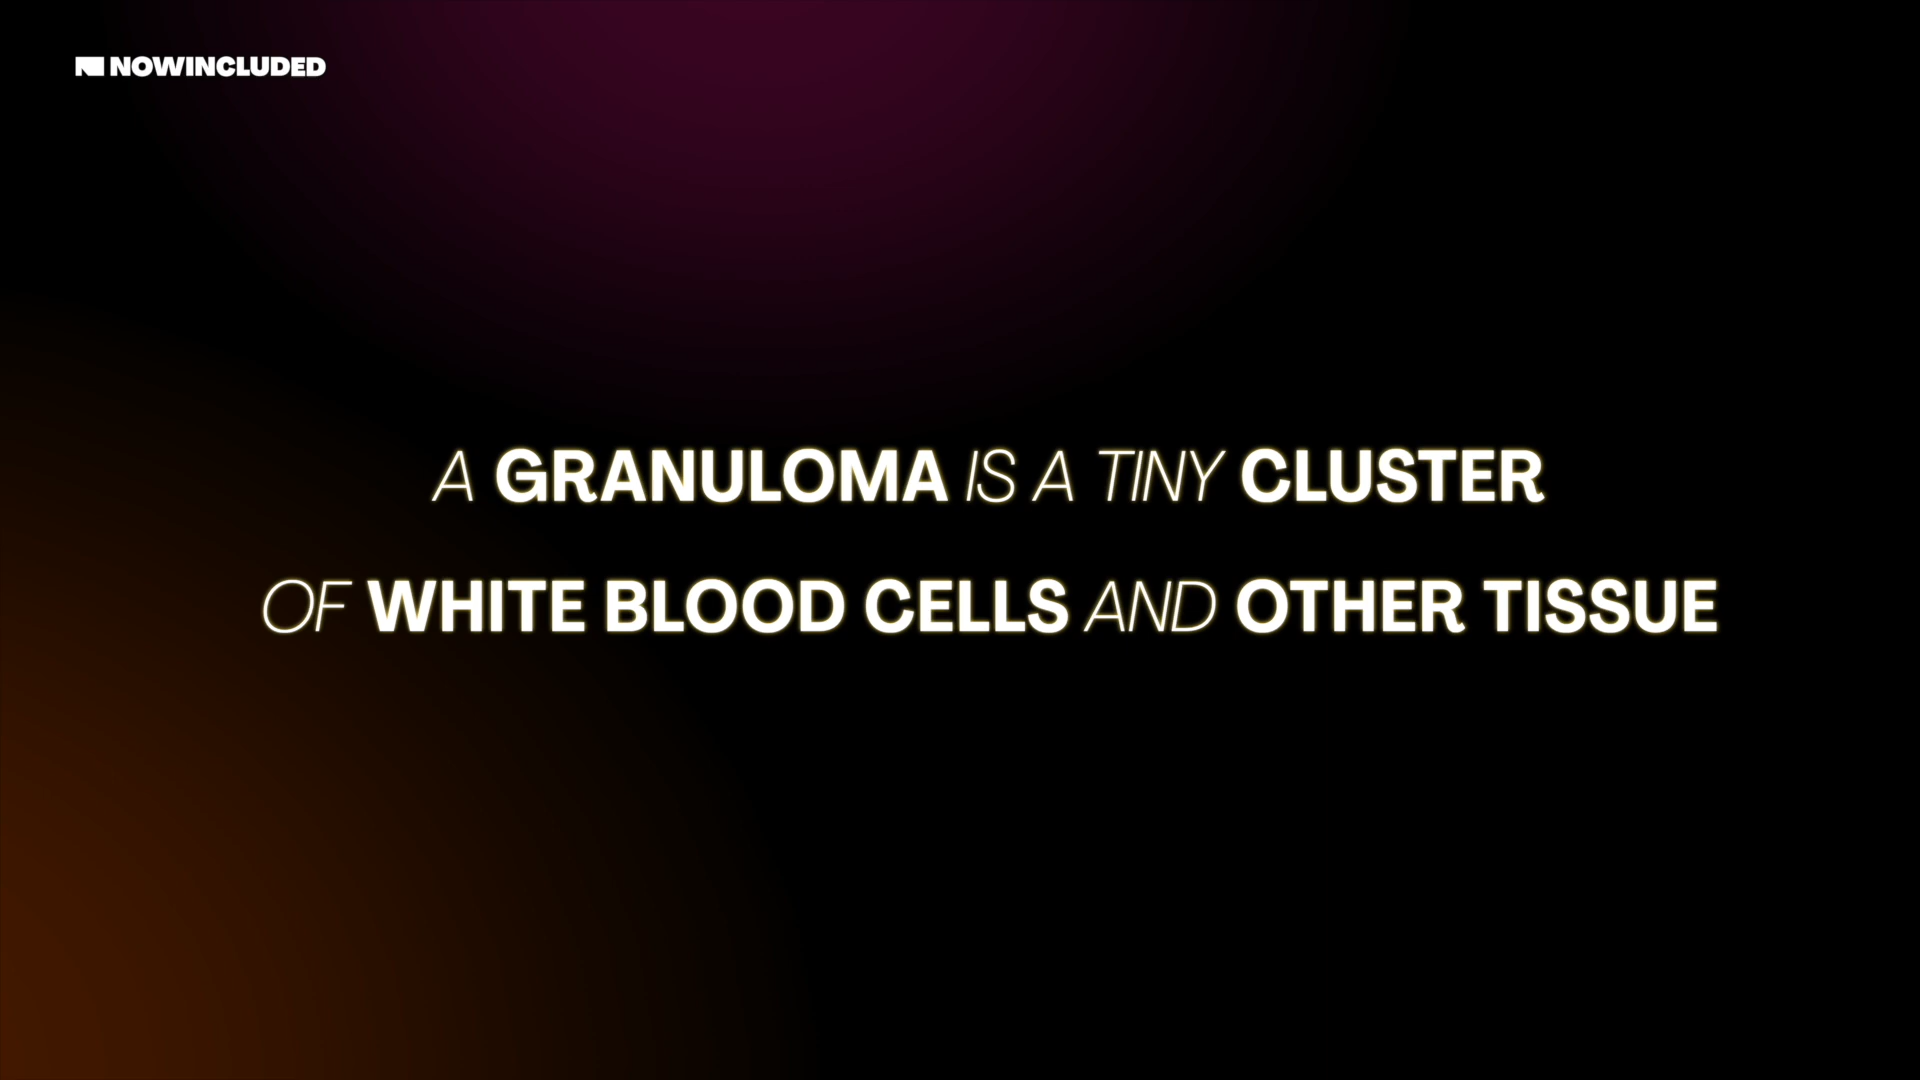 NOWINCLUDED
A GRANULOMA IS A TINY CLUSTER
OF WHITE BLOOD CELLS AND OTHER TISSUE